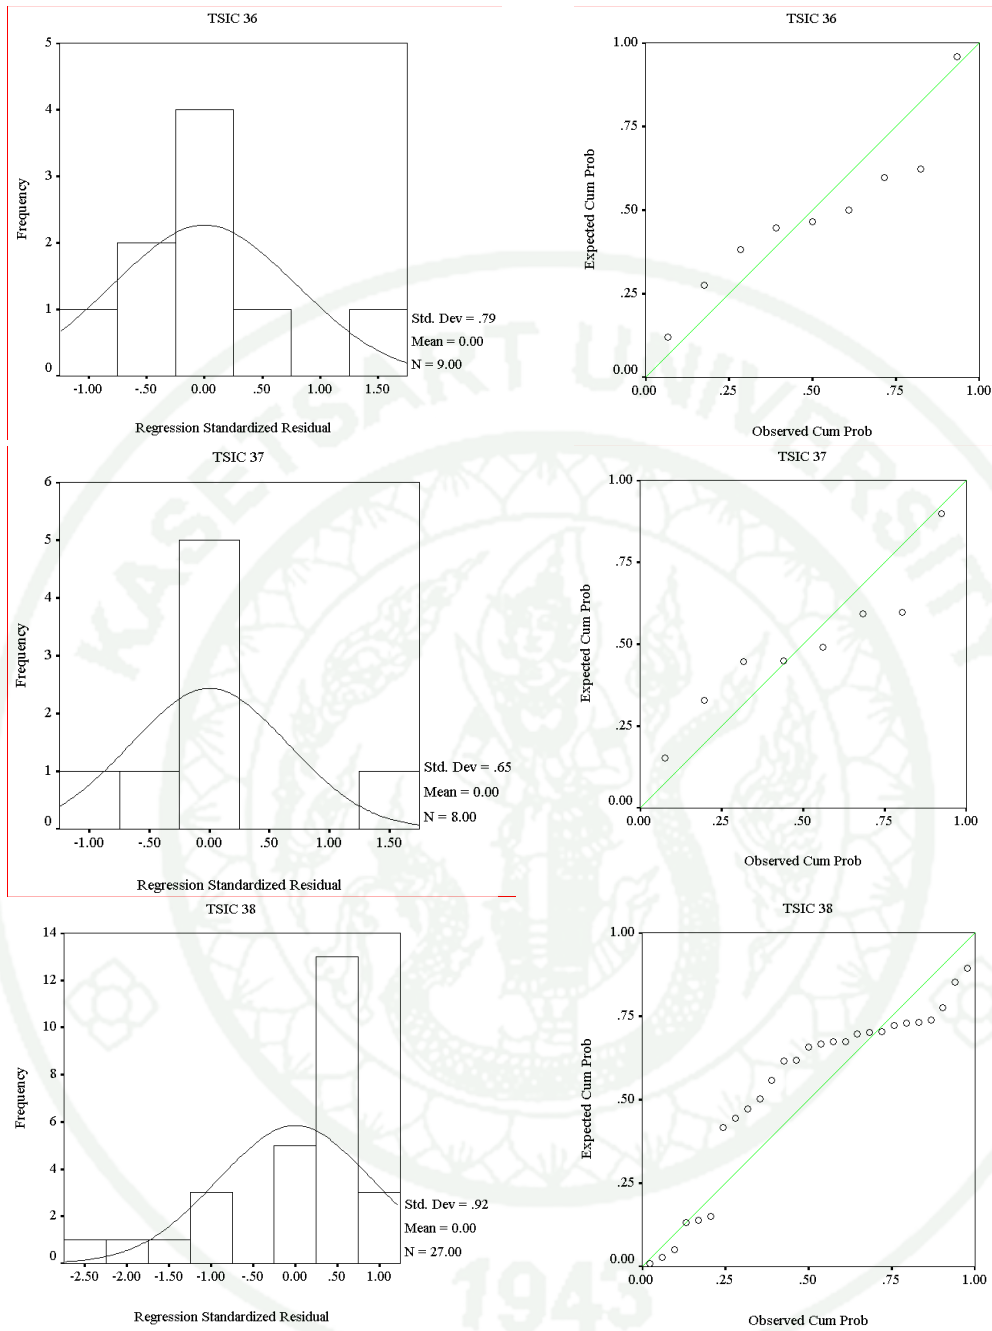 TSIC 36
5
4
3
2
1
0
Frequency
-1.00 -.50 0.00 .50 1.00 1.50
Regression Standardized Residual
Std. Dev = .79
Mean = 0.00
N = 9.00
TSIC 36
1.00
.75
.50
.25
0.00
Expected Cum Prob
0.00 .25 .50 .75 1.00
Observed Cum Prob
TSIC 37
6
5
4
3
2
1
0
Frequency
-1.00 -.50 0.00 .50 1.00 1.50
Regression Standardized Residual
Std. Dev = .65
Mean = 0.00
N = 8.00
TSIC 37
1.00
.75
.50
.25
0.00
Expected Cum Prob
0.00 .25 .50 .75 1.00
Observed Cum Prob
TSIC 38
14
12
10
8
6
4
2
0
Frequency
-2.50 -2.00 -1.50 -1.00 -.50 0.00 .50 1.00
Regression Standardized Residual
Std. Dev = .92
Mean = 0.00
N = 27.00
TSIC 38
1.00
.75
.50
.25
0.00
Expected Cum Prob
0.00 .25 .50 .75 1.00
Observed Cum Prob
KASETSART UNIVERSITY
1943